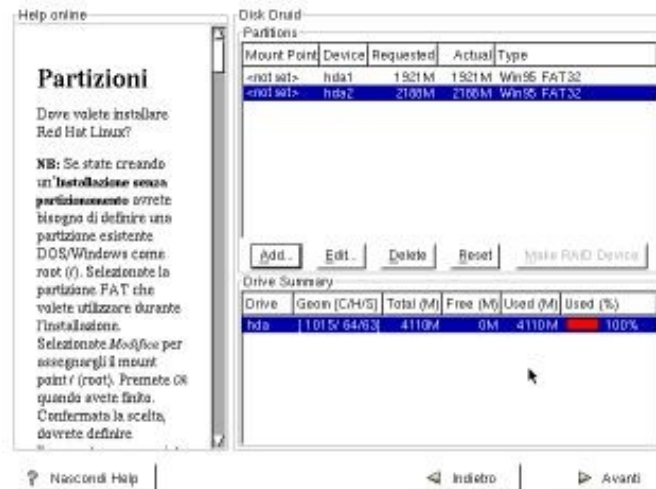 Help online
Partizioni
Dove volete installare
Red Hat Linux?
NB: Se state creando
un'Installazione senza
partizionamento avrete
bisogno di definire una
partizione esistente
DOS/Windows come
root (/). Selezionate la
partizione FAT che
volete utilizzare durante
l'installazione.
Selezionate Modifica per
assegnargli il mount
point / (root). Premete OK
quando avete finito.
Confermata la scelta,
dovrete definire
Disk Druid
Partitions
Mount Point Device Requested Actual Type
<not set> hda1 1921M 1921M Win95 FAT32
<not set> hda2 2188M 2188M Win95 FAT32
Add... Edit... Delete Reset Make RAID Device
Drive Summary
Drive Geom [C/H/S] Total (M) Free (M) Used (M) Used (%)
hda [1015/ 64/63] 4110M 0M 4110M 100%
? Nascondi Help Indietro Avanti